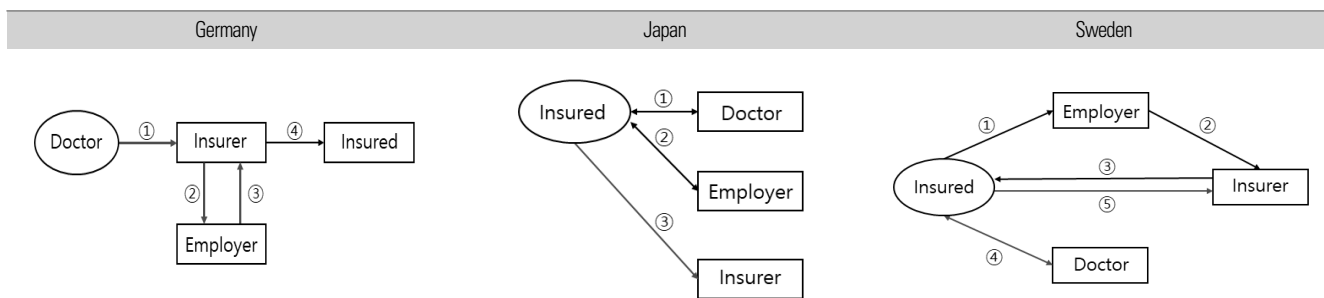 Germany
Japan
Sweden
Doctor
①
Insurer
④
Insured
②
③
Employer
Insured
①
Doctor
②
Employer
③
Insurer
Employer
①
②
Insured
③
⑤
Insurer
④
Doctor